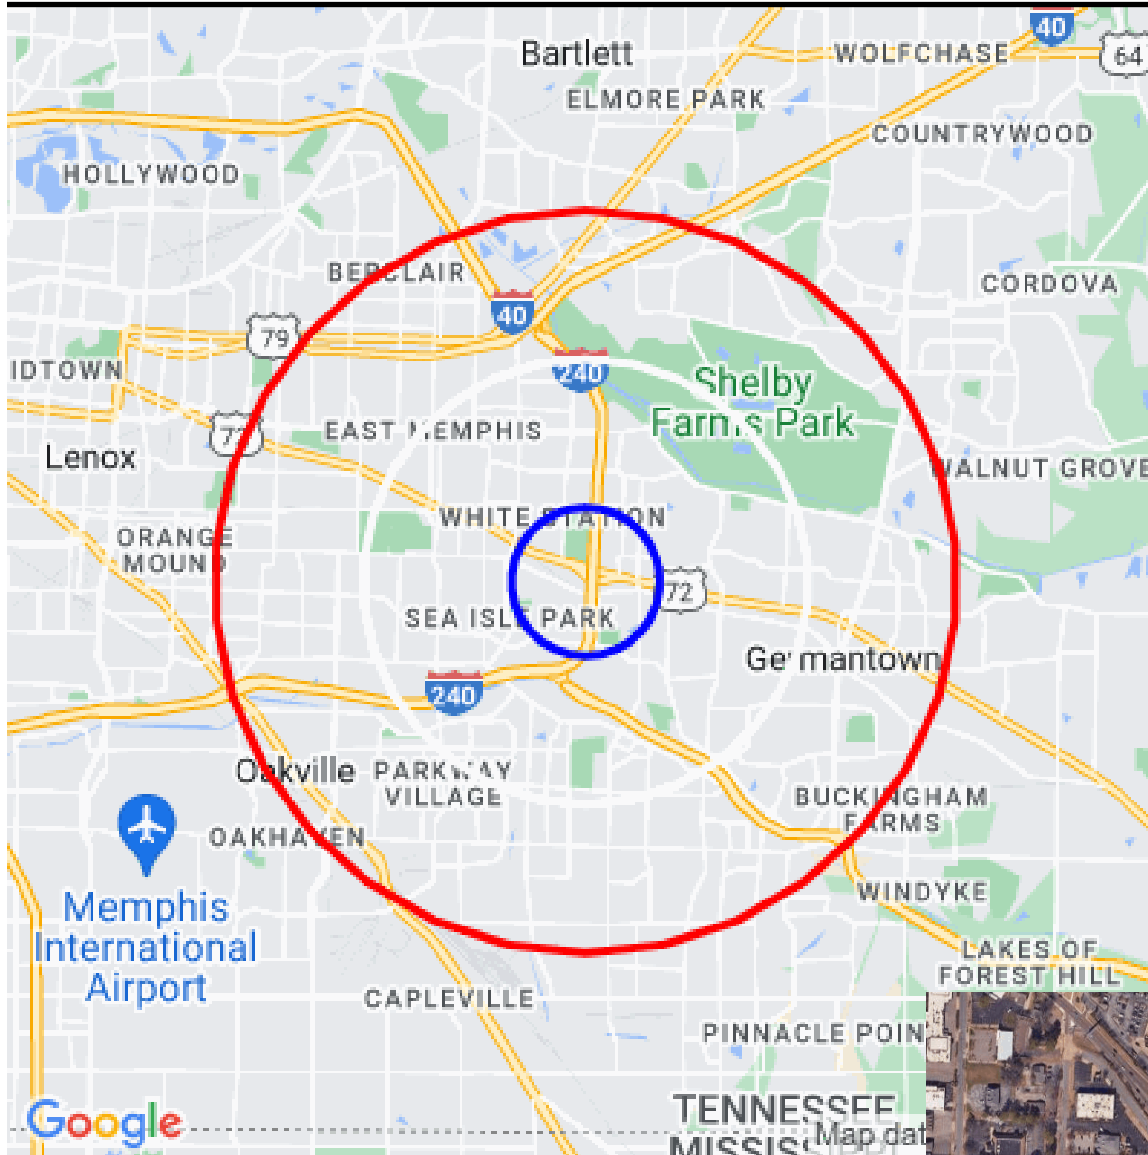 40
Bartlett
WOLFCHASE
64
ELMORE PARK
COUNTRYWOOD
HOLLYWOOD
BERCLAIR
CORDOVA
40
79
IDTOWN
240
Shelby
Farms Park
EAST MEMPHIS
72
Lenox
WALNUT GROVE
WHITE STATION
ORANGE
MOUND
72
SEA ISLE PARK
Germantown
240
Oakville
PARKWAY
VILLAGE
BUCKINGHAM
FARMS
OAKHAVEN
WINDYKE
Memphis
International
Airport
LAKES OF
FOREST HILL
CAPLEVILLE
PINNACLE POIN
TENNESSEE
MISSISSIPPI
Google
Map dat